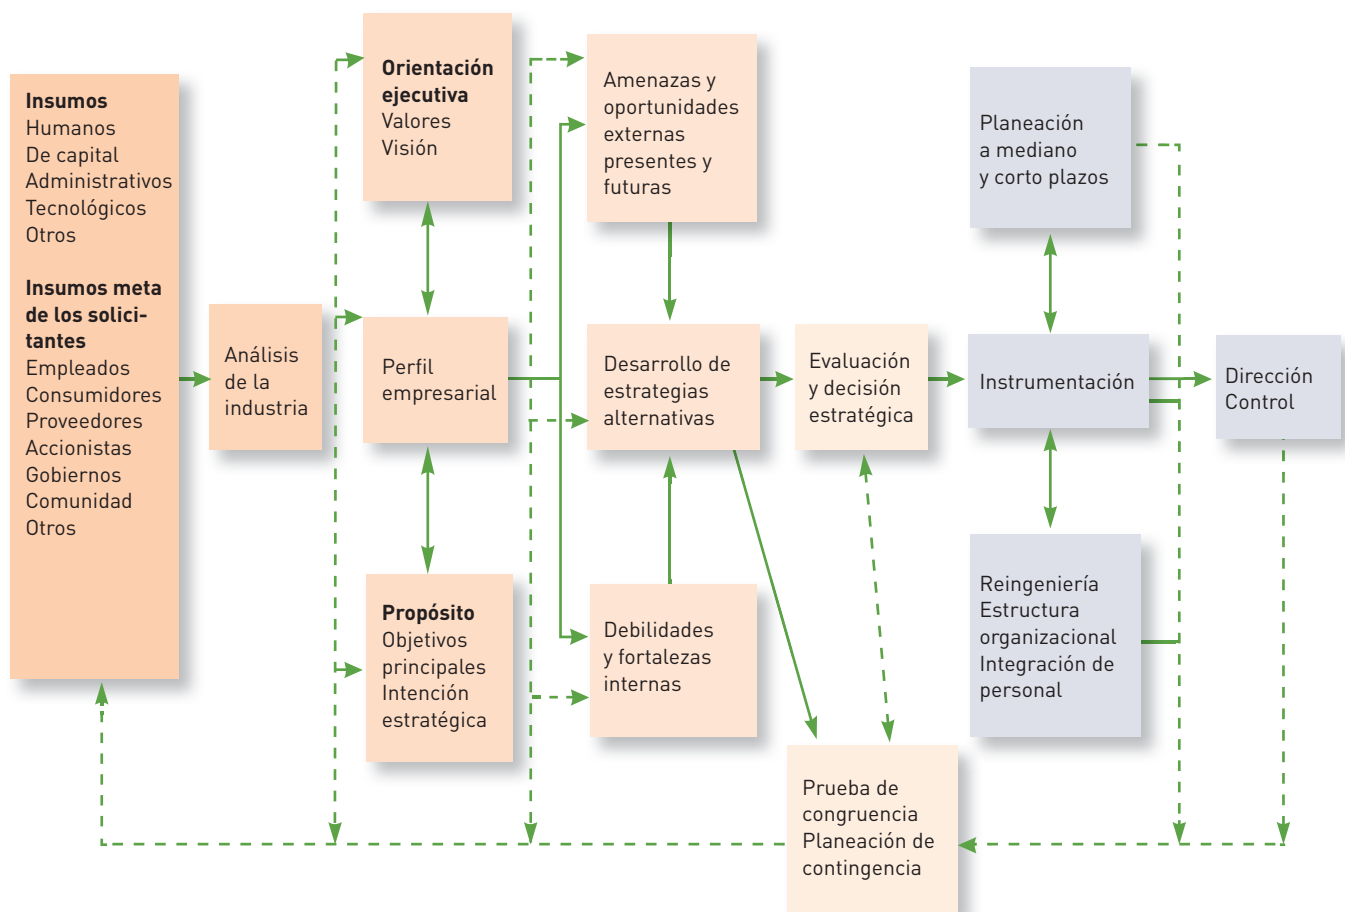 Insumos
Humanos
De capital
Administrativos
Tecnológicos
Otros
Insumos meta
de los solici-
tantes
Empleados
Consumidores
Proveedores
Accionistas
Gobiernos
Comunidad
Otros
Análisis
de la
industria
Orientación
ejecutiva
Valores
Visión
Perfil
empresarial
Propósito
Objetivos
principales
Intención
estratégica
Amenazas y
oportunidades
externas
presentes y
futuras
Desarrollo de
estrategias
alternativas
Debilidades
y fortalezas
internas
Evaluación
y decisión
estratégica
Prueba de
congruencia
Planeación de
contingencia
Planeación
a mediano
y corto plazos
Instrumentación
Reingeniería
Estructura
organizacional
Integración de
personal
Dirección
Control